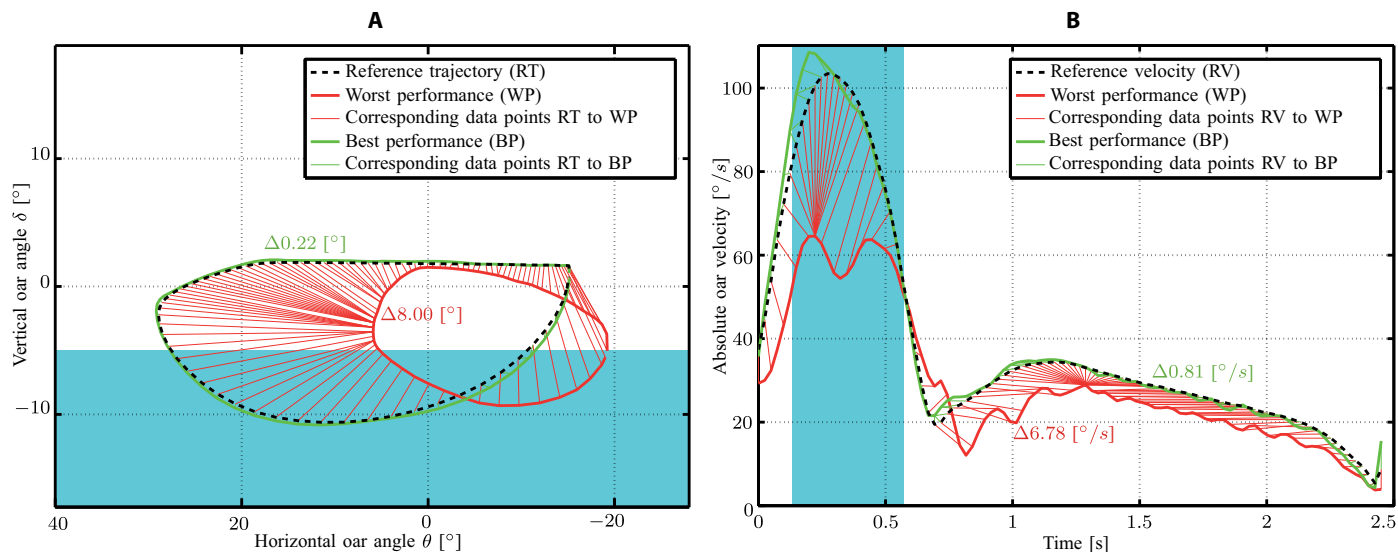 A
Vertical oar angle δ [°]
10
0
−10
Reference trajectory (RT)
Worst performance (WP)
Corresponding data points RT to WP
Best performance (BP)
Corresponding data points RT to BP
Δ0.22 [°]
Δ8.00 [°]
40
20
0
−20
Horizontal oar angle θ [°]
B
Absolute oar velocity [°/s]
100
80
60
40
20
0
Reference velocity (RV)
Worst performance (WP)
Corresponding data points RV to WP
Best performance (BP)
Corresponding data points RV to BP
Δ0.81 [°/s]
Δ6.78 [°/s]
0
0.5
1
1.5
2
2.5
Time [s]